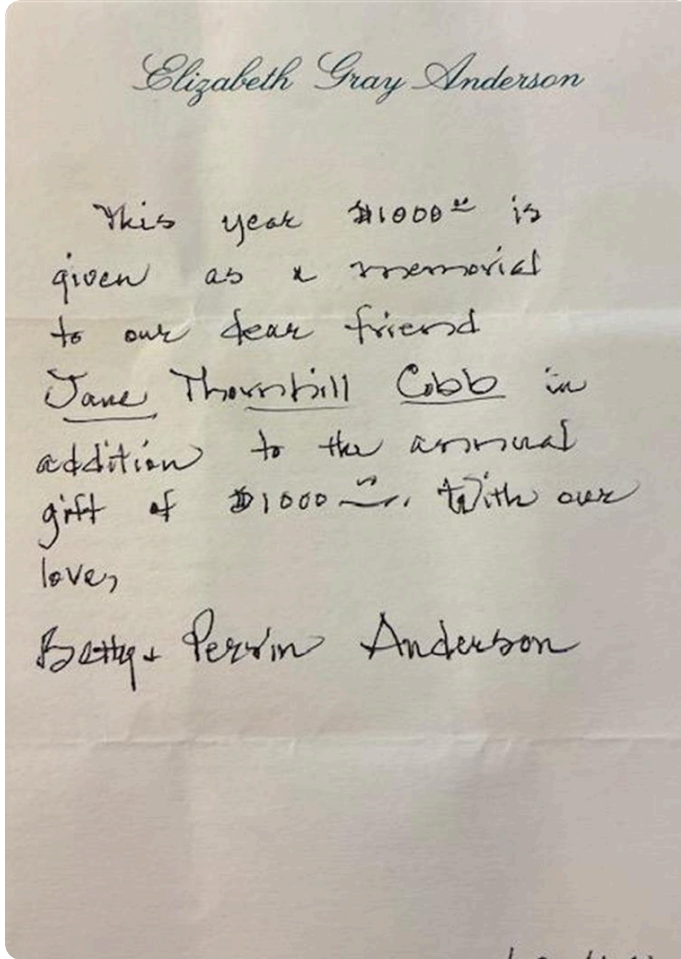 Elizabeth Gray Anderson
This year $1000.00 is
given as a memorial
to our dear friend
Jane Thornhill Cobb in
addition to the annual
gift of $1000. With our
love,
Betty + Perrin Anderson